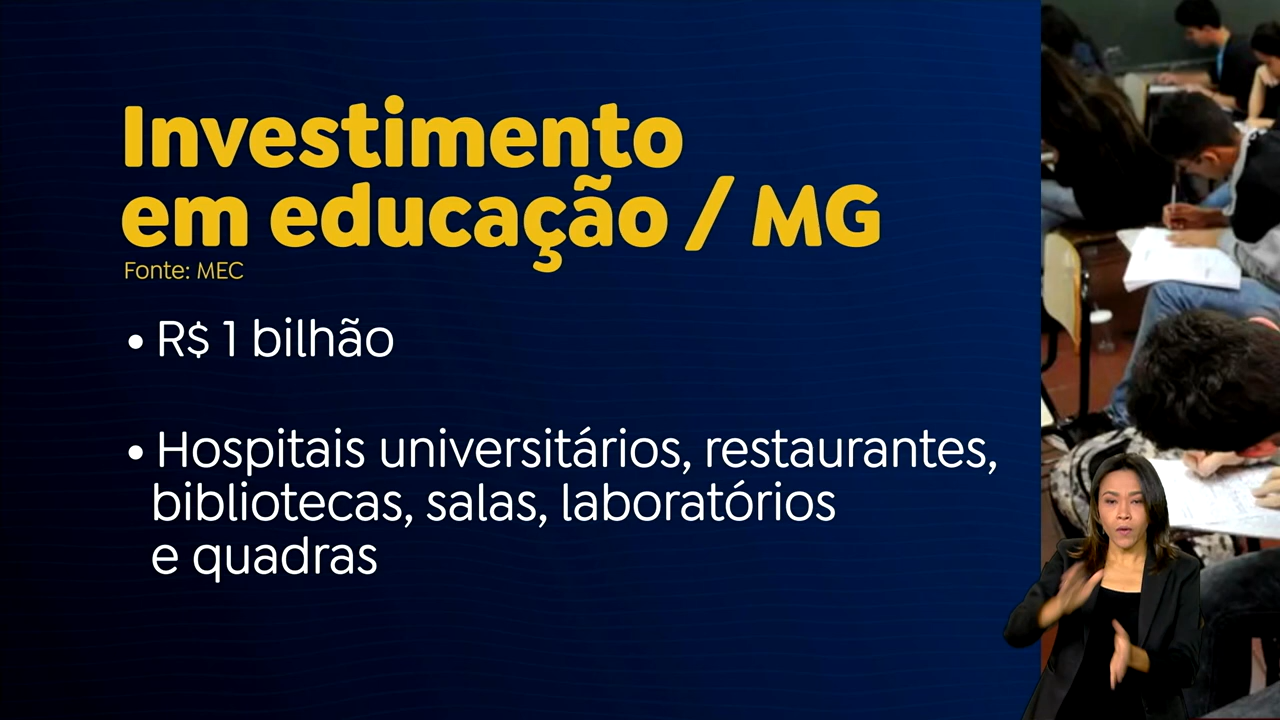 Investimento
em educação / MG
Fonte: MEC
• R$ 1 bilhão
• Hospitais universitários, restaurantes,
bibliotecas, salas, laboratórios
e quadras